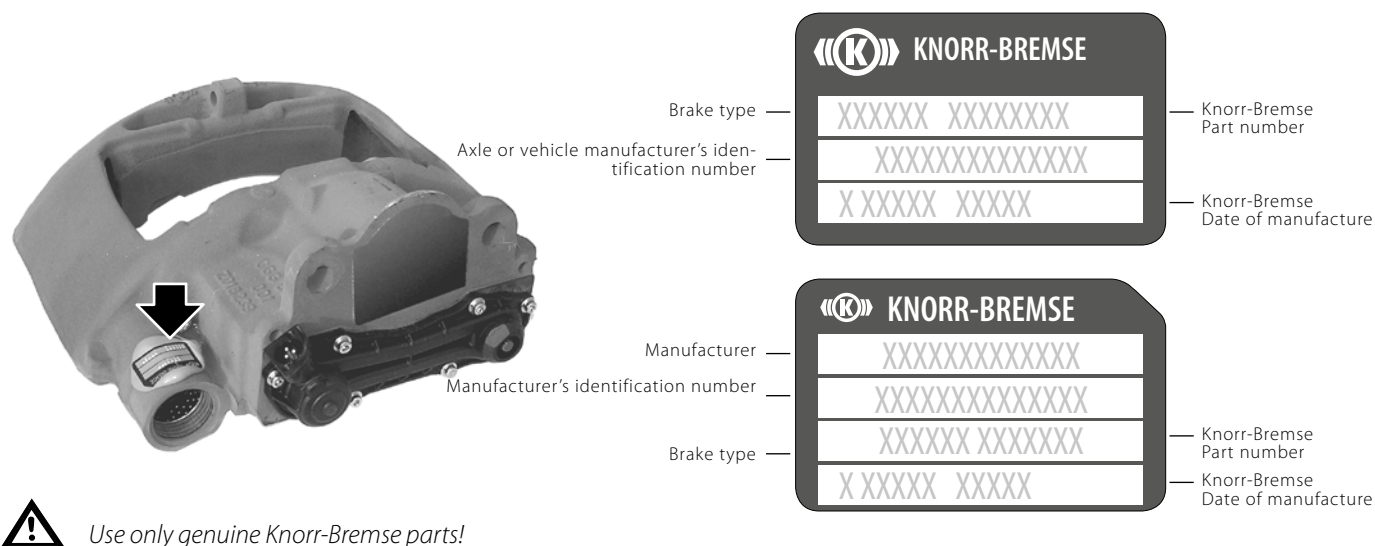 K KNORR-BREMSE
Brake type
XXXXXX XXXXXXXX
Knorr-Bremse
Part number
Axle or vehicle manufacturer's iden-
tification number
XXXXXXXXXXXXXX
X XXXXX XXXXX
Knorr-Bremse
Date of manufacture
2013239
001
K KNORR-BREMSE
Manufacturer
XXXXXXXXXXXXX
Manufacturer's identification number
XXXXXXXXXXXXXX
Brake type
XXXXXX XXXXXXX
Knorr-Bremse
Part number
X XXXXX XXXXX
Knorr-Bremse
Date of manufacture
Use only genuine Knorr-Bremse parts!